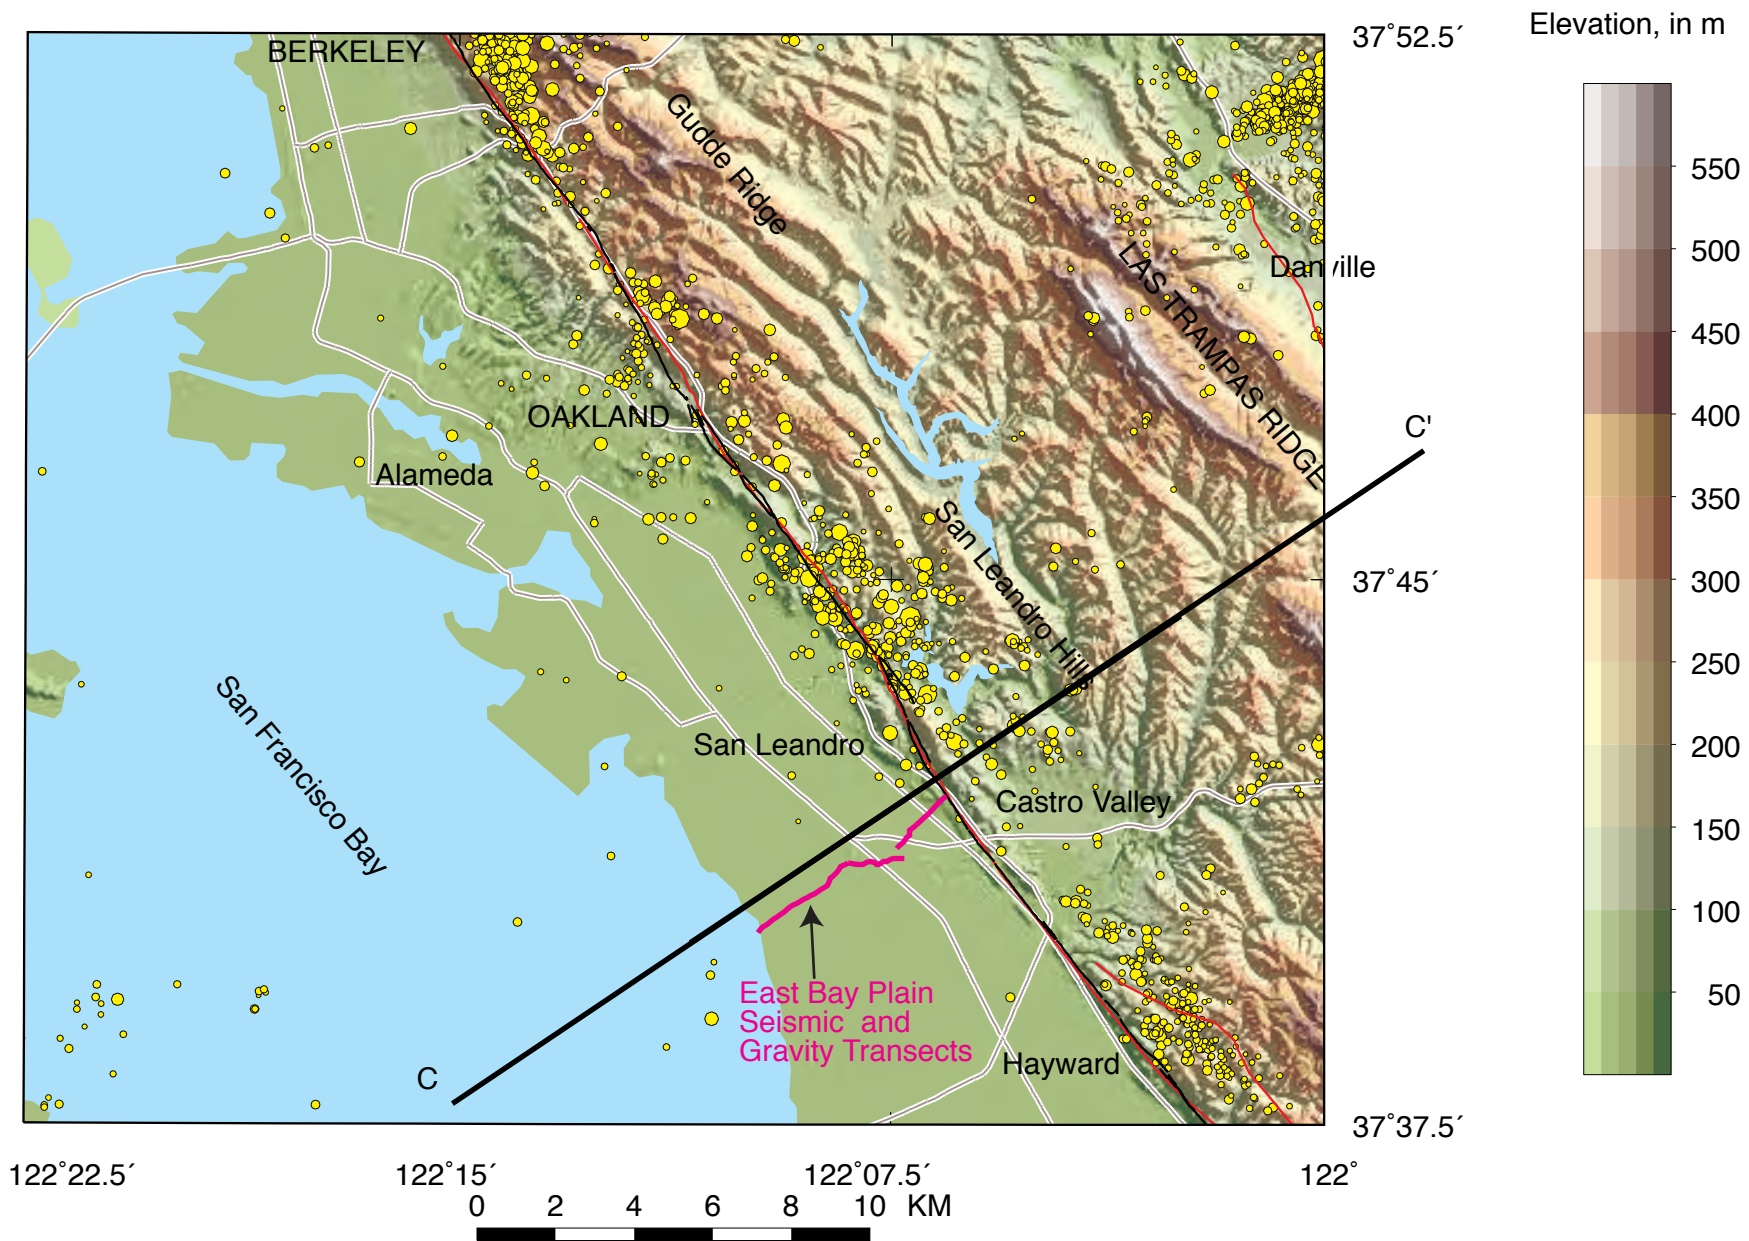 Elevation, in m
37˚52.5´
BERKELEY
Gudde Ridge
LAS TRAMPAS RIDGE
Danville
550
500
450
400
350
300
250
200
150
100
50
OAKLAND
Alameda
C'
San Leandro Hills
37˚45´
San Francisco Bay
San Leandro
Castro Valley
East Bay Plain
Seismic and
Gravity Transects
Hayward
C
37˚37.5´
122˚22.5´
122˚15´
122˚07.5´
122˚
0 2 4 6 8 10 KM